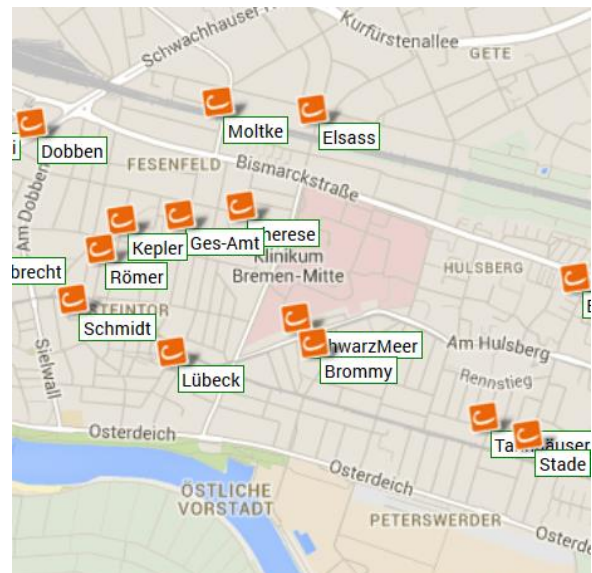 Kurfürstenallee
GETE
Schwachhauser H
Moltke
Elsass
Dobben
FESENFELD
Bismarckstraße
Am Dobben
Kepler
Ges-Amt
herese
Römer
Klinikum
Bremen-Mitte
HULSBERG
brecht
STEINTOR
Schmidt
hwarzMeer
Brommy
Am Hulsberg
Lübeck
Rennstieg
Sielwall
Osterdeich
Stade
Osterdeich
ÖSTLICHE
VORSTADT
PETERSWERDER
Osterde